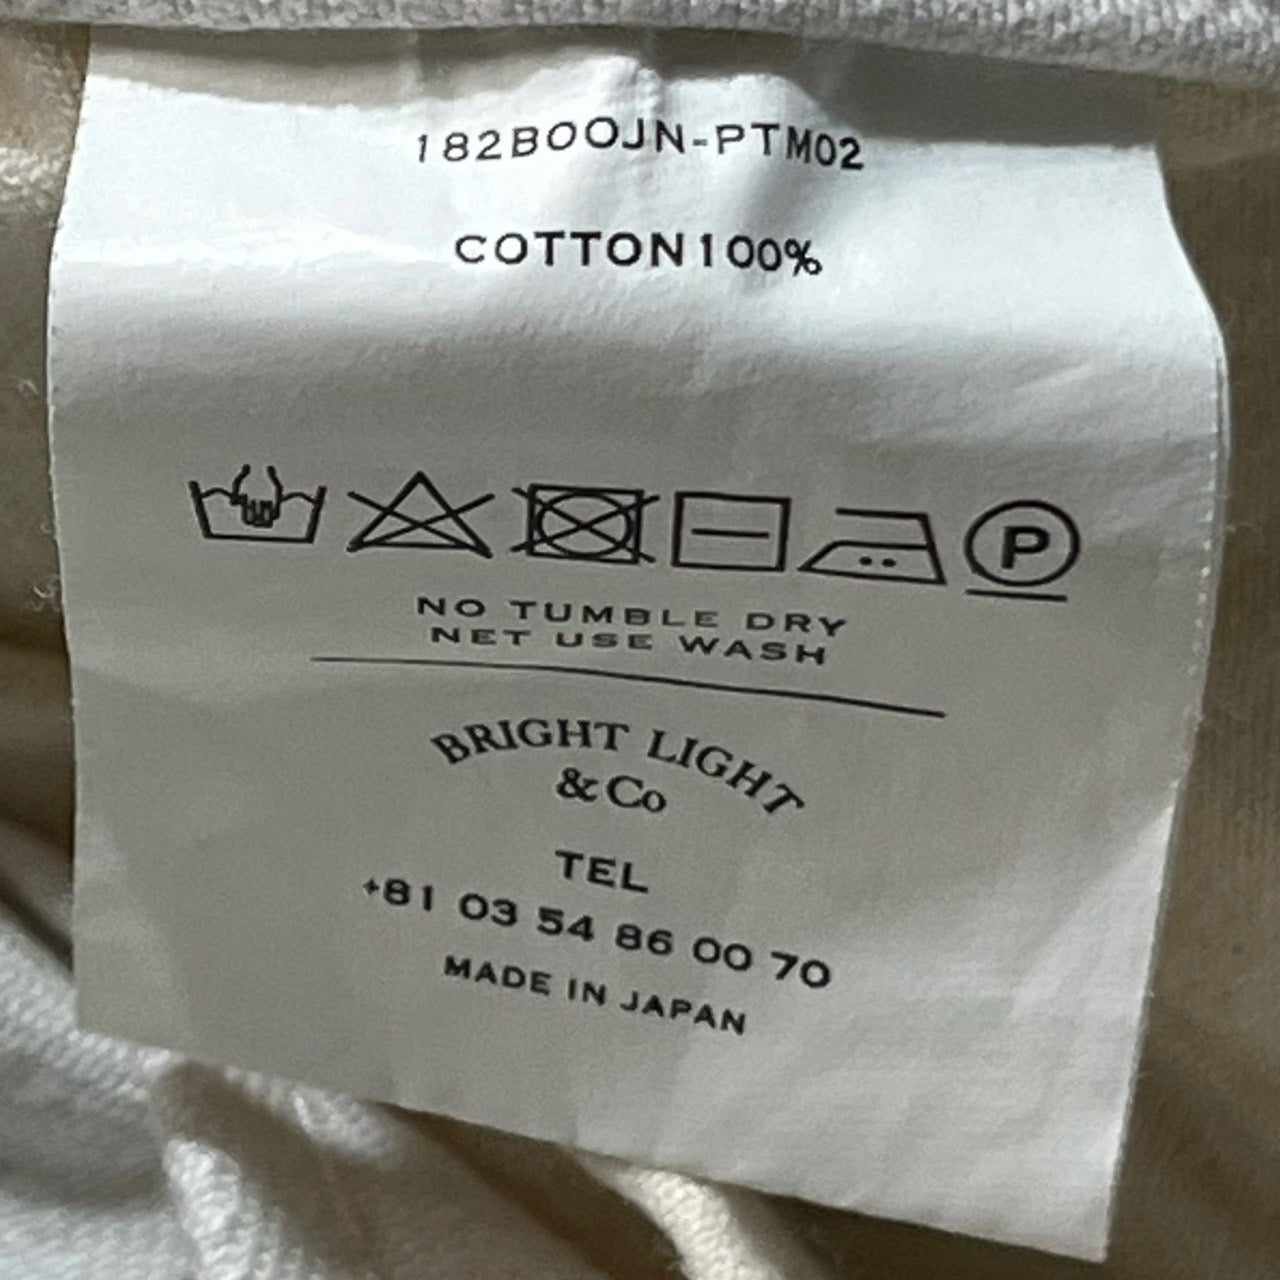 182BOOJN-PTM02
COTTON100%
P
NO TUMBLE DRY
NET USE WASH
BRIGHT LIGHT
&Co
TEL
+81 03 54 86 00 70
MADE IN JAPAN